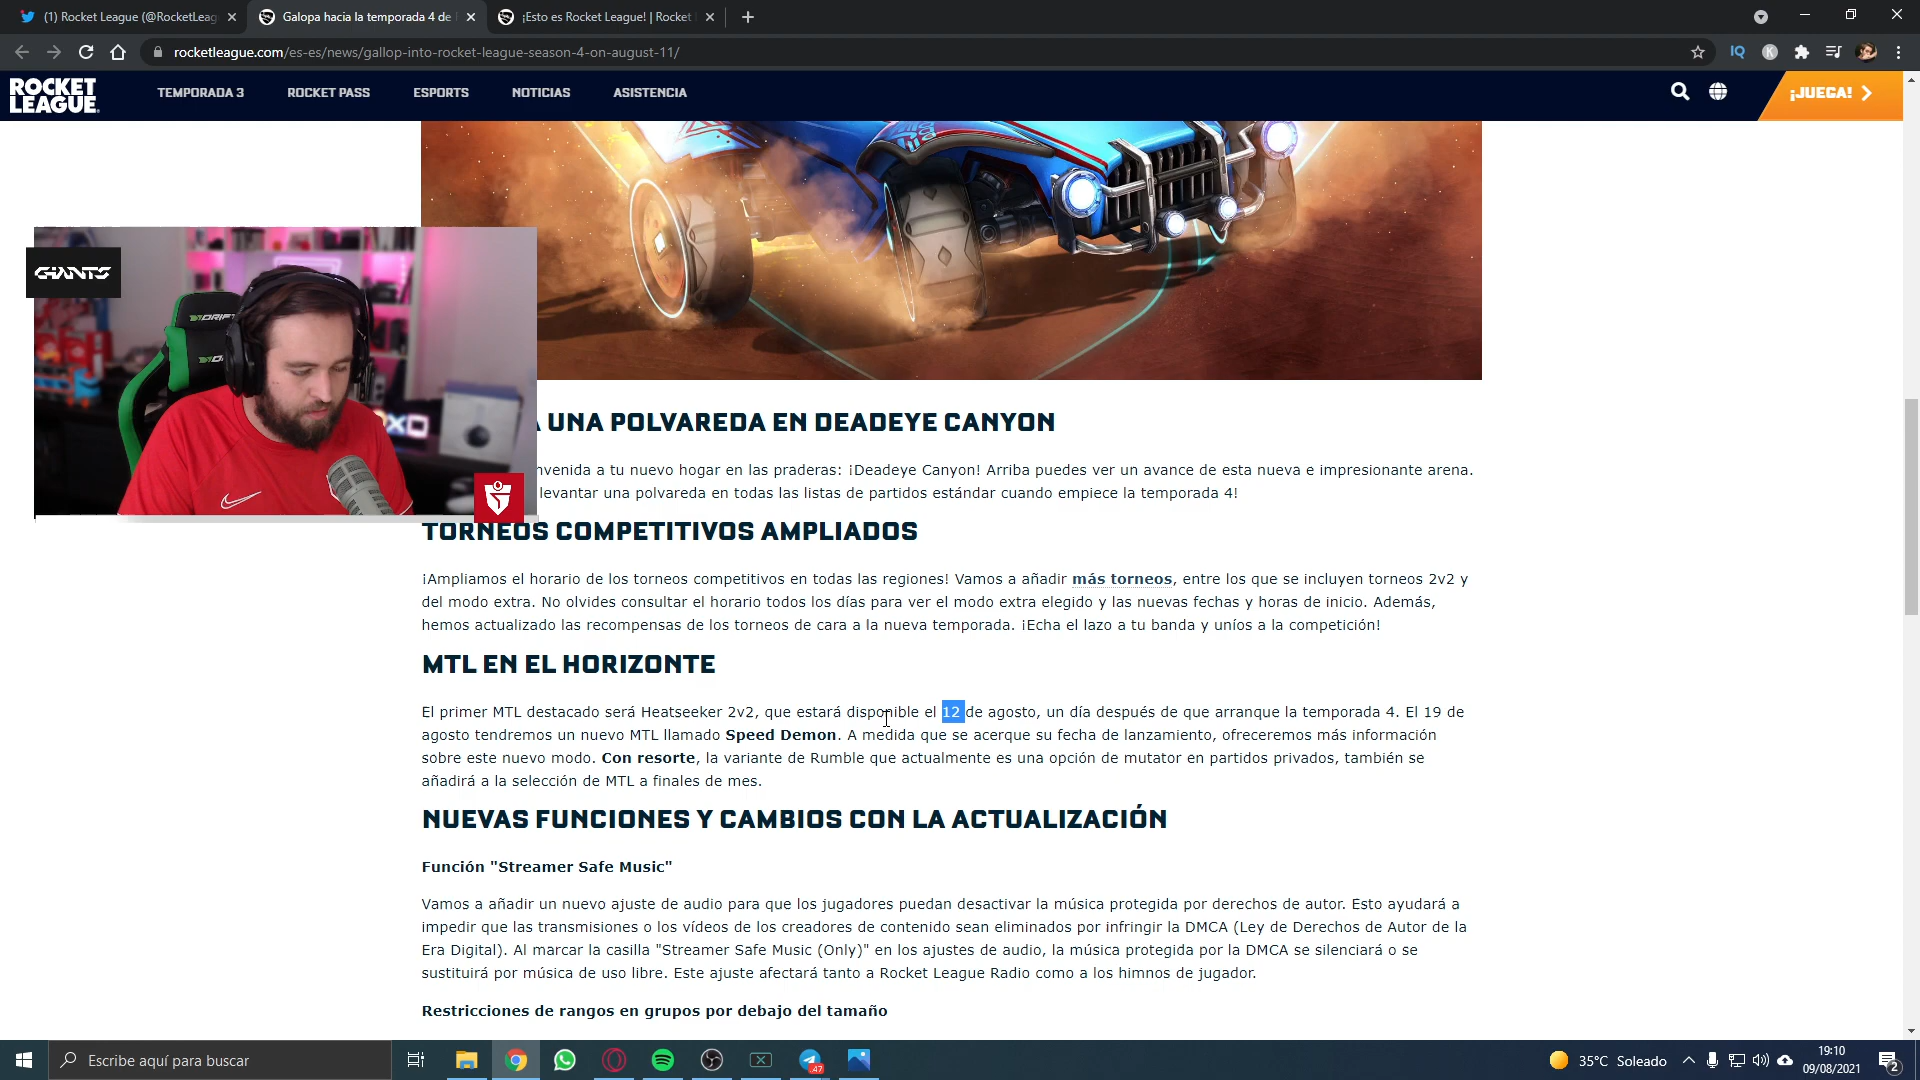 (1) Rocket League (@RocketLeag
Galopa hacia la temporada 4 de
¡Esto es Rocket League! | Rocket
rocketleague.com/es-es/news/gallop-into-rocket-league-season-4-on-august-11/
ROCKET
LEAGUE
TEMPORADA 3
ROCKET PASS
ESPORTS
NOTICIAS
ASISTENCIA
¡JUEGA!
GIANTS
UNA POLVAREDA EN DEADEYE CANYON
nvenida a tu nuevo hogar en las praderas: ¡Deadeye Canyon! Arriba puedes ver un avance de esta nueva e impresionante arena.
levantar una polvareda en todas las listas de partidos estándar cuando empiece la temporada 4!
TORNEOS COMPETITIVOS AMPLIADOS
¡Ampliamos el horario de los torneos competitivos en todas las regiones! Vamos a añadir más torneos, entre los que se incluyen torneos 2v2 y
del modo extra. No olvides consultar el horario todos los días para ver el modo extra elegido y las nuevas fechas y horas de inicio. Además,
hemos actualizado las recompensas de los torneos de cara a la nueva temporada. ¡Echa el lazo a tu banda y uníos a la competición!
MTL EN EL HORIZONTE
El primer MTL destacado será Heatseeker 2v2, que estará disponible el 12 de agosto, un día después de que arranque la temporada 4. El 19 de
agosto tendremos un nuevo MTL llamado Speed Demon. A medida que se acerque su fecha de lanzamiento, ofreceremos más información
sobre este nuevo modo. Con resorte, la variante de Rumble que actualmente es una opción de mutator en partidos privados, también se
añadirá a la selección de MTL a finales de mes.
NUEVAS FUNCIONES Y CAMBIOS CON LA ACTUALIZACIÓN
Función "Streamer Safe Music"
Vamos a añadir un nuevo ajuste de audio para que los jugadores puedan desactivar la música protegida por derechos de autor. Esto ayudará a
impedir que las transmisiones o los vídeos de los creadores de contenido sean eliminados por infringir la DMCA (Ley de Derechos de Autor de la
Era Digital). Al marcar la casilla "Streamer Safe Music (Only)" en los ajustes de audio, la música protegida por la DMCA se silenciará o se
sustituirá por música de uso libre. Este ajuste afectará tanto a Rocket League Radio como a los himnos de jugador.
Restricciones de rangos en grupos por debajo del tamaño
Escribe aquí para buscar
47
35°C Soleado
19:10
09/08/2021
2